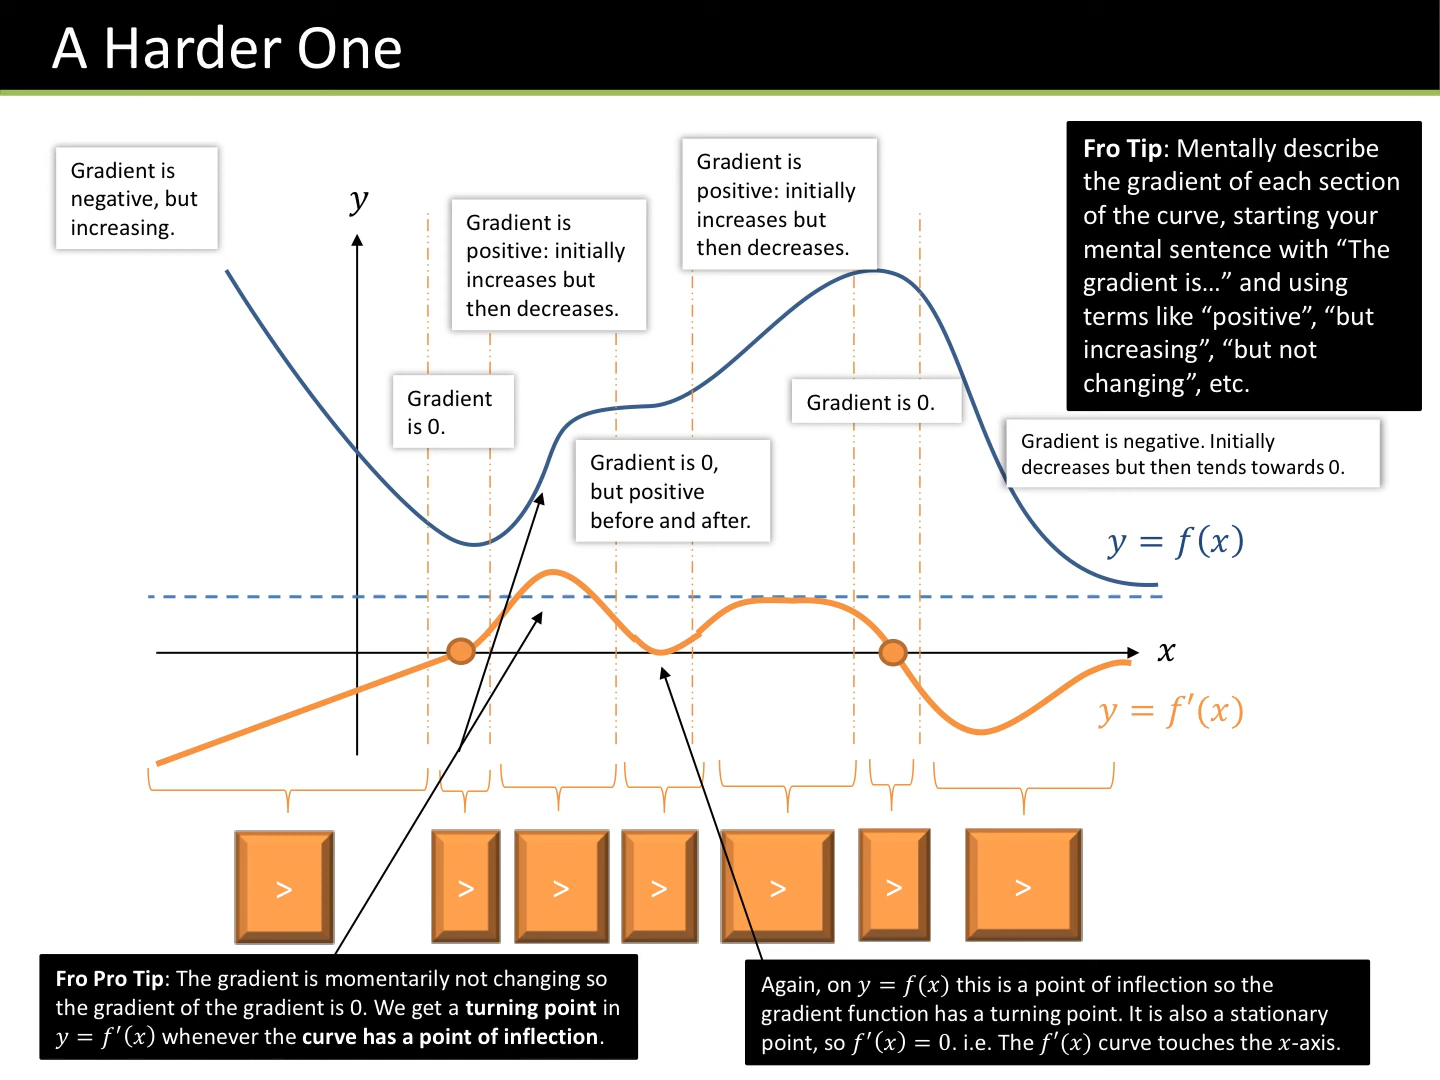 A Harder One
Gradient is
negative, but
increasing.
y
Gradient is
positive: initially
increases but
then decreases.
Gradient is
positive: initially
increases but
then decreases.
Fro Tip: Mentally describe
the gradient of each section
of the curve, starting your
mental sentence with “The
gradient is...” and using
terms like “positive”, “but
increasing”, “but not
changing”, etc.
Gradient
is 0.
Gradient is 0,
but positive
before and after.
Gradient is 0.
Gradient is negative. Initially
decreases but then tends towards 0.
y = f(x)
x
y = f′(x)
>
>
>
>
>
>
>
Fro Pro Tip: The gradient is momentarily not changing so
the gradient of the gradient is 0. We get a turning point in
y = f′(x) whenever the curve has a point of inflection.
Again, on y = f(x) this is a point of inflection so the
gradient function has a turning point. It is also a stationary
point, so f′(x) = 0. i.e. The f′(x) curve touches the x-axis.